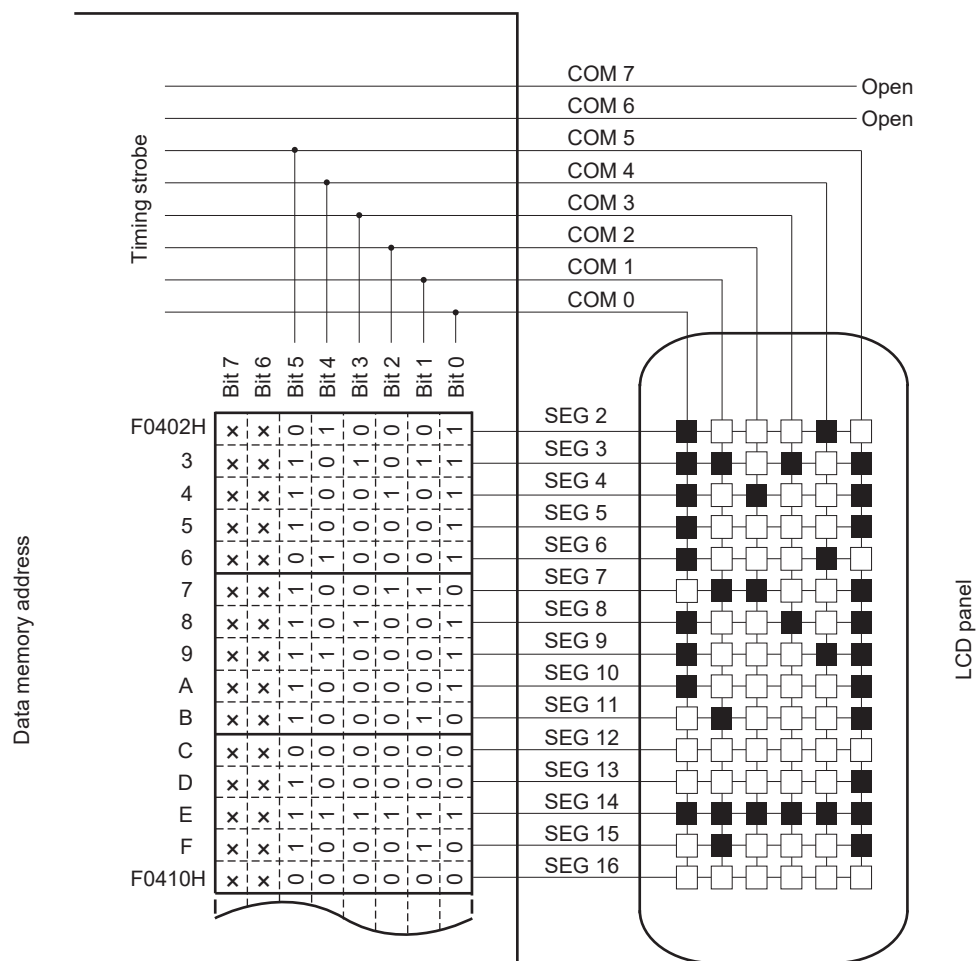 COM 7
Open
COM 6
Open
COM 5
COM 4
COM 3
COM 2
COM 1
COM 0
Timing strobe
Bit 7 Bit 6 Bit 5 Bit 4 Bit 3 Bit 2 Bit 1 Bit 0
F0402H × × 0 1 0 0 0 1 SEG 2
3 × × 1 0 1 0 1 1 SEG 3
4 × × 1 0 0 1 0 1 SEG 4
5 × × 1 0 0 0 0 1 SEG 5
6 × × 0 1 0 0 0 1 SEG 6
7 × × 1 0 0 1 1 0 SEG 7
8 × × 1 0 1 0 0 1 SEG 8
9 × × 1 1 0 0 0 1 SEG 9
A × × 1 0 0 0 0 1 SEG 10
B × × 1 0 0 0 1 0 SEG 11
C × × 0 0 0 0 0 0 SEG 12
D × × 1 0 0 0 0 0 SEG 13
E × × 1 1 1 1 1 1 SEG 14
F × × 1 0 0 0 1 0 SEG 15
F0410H × × 0 0 0 0 0 0 SEG 16
Data memory address
LCD panel